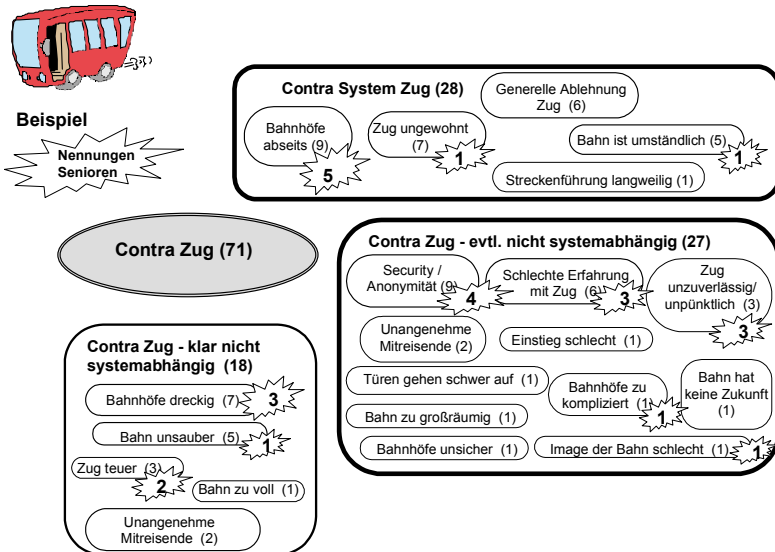 Beispiel
Nennungen
Senioren
Contra System Zug (28)
Generelle Ablehnung
Zug (6)
Bahnhöfe
abseits (9)
5
Zug ungewohnt
(7)
1
Bahn ist umständlich (5)
1
Streckenführung langweilig (1)
Contra Zug (71)
Contra Zug - evtl. nicht systemabhängig (27)
Security /
Anonymität (9)
4
Schlechte Erfahrung
mit Zug (6)
3
Zug
unzuverlässig/
unpünktlich (3)
3
Unangenehme
Mitreisende (2)
Einstieg schlecht (1)
Türen gehen schwer auf (1)
Bahnhöfe zu
kompliziert (1)
1
Bahn hat
keine Zukunft
(1)
Bahn zu großräumig (1)
Bahnhöfe unsicher (1)
Image der Bahn schlecht (1)
1
Contra Zug - klar nicht
systemabhängig (18)
Bahnhöfe dreckig (7)
3
Bahn unsauber (5)
1
Zug teuer (3)
2
Bahn zu voll (1)
Unangenehme
Mitreisende (2)